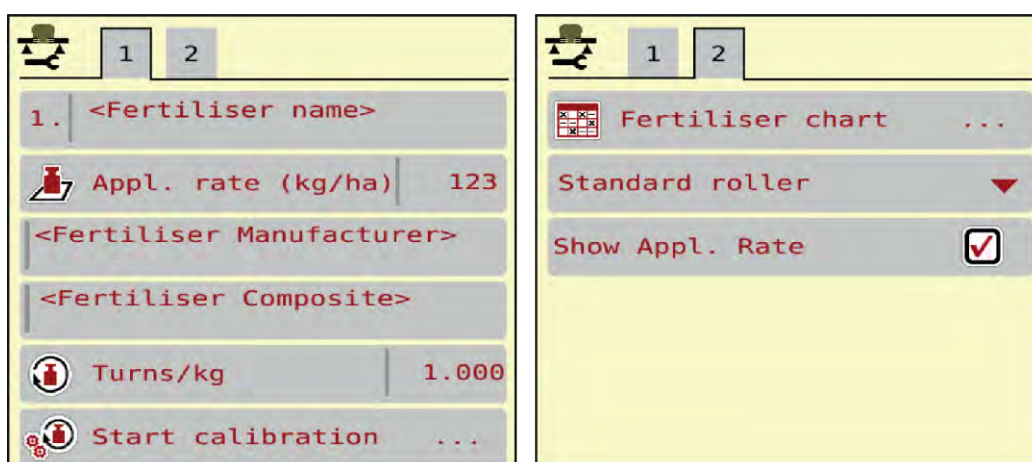 1 2
1. <Fertiliser name>
Appl. rate (kg/ha) 123
<Fertiliser Manufacturer>
<Fertiliser Composite>
Turns/kg 1.000
Start calibration ...
1 2
Fertiliser chart ...
Standard roller
Show Appl. Rate